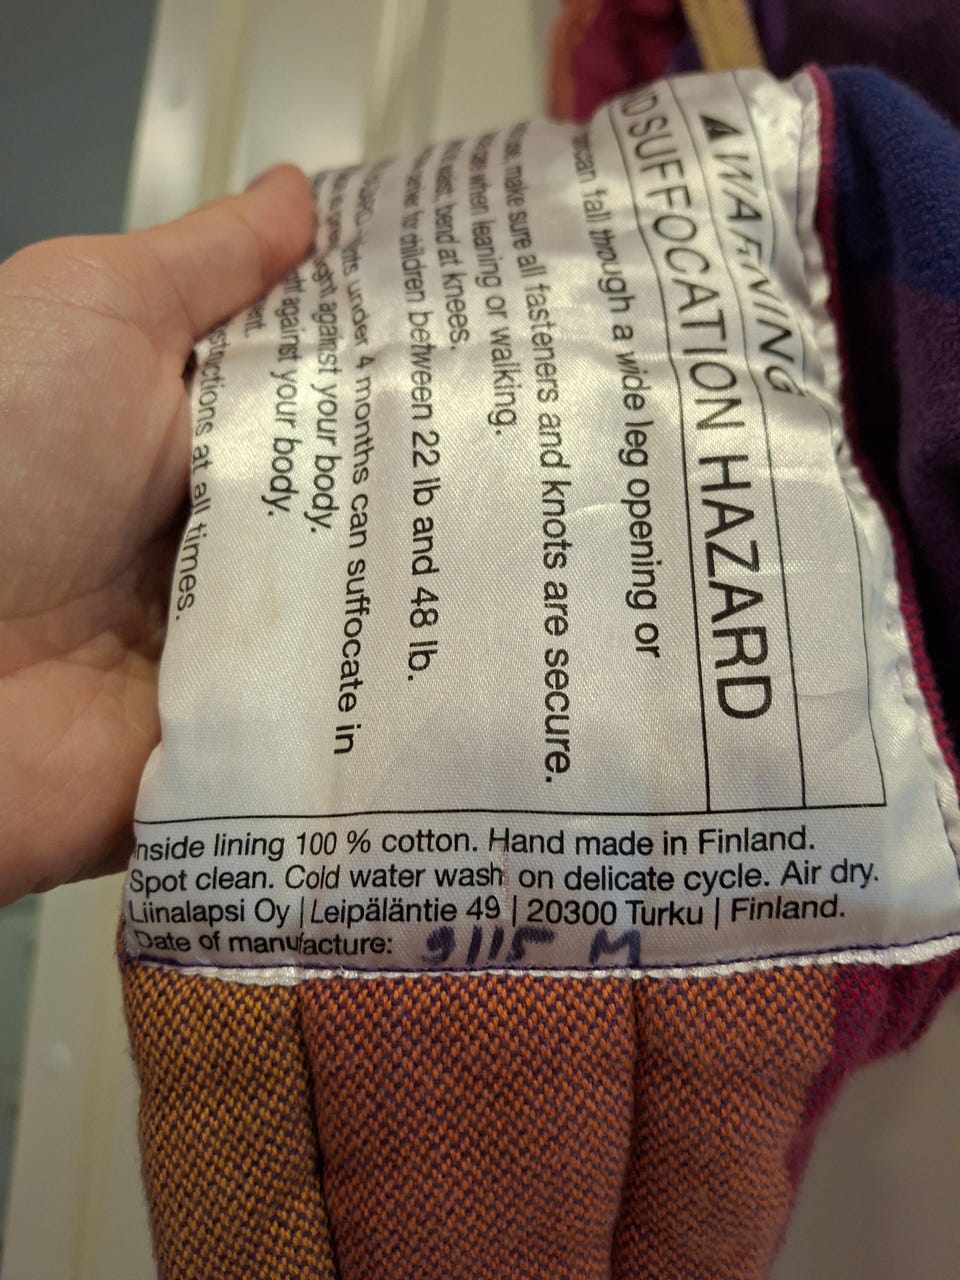 WARNING
SUFFOCATION HAZARD
can fall through a wide leg opening or
make sure all fasteners and knots are secure.
when leaning or walking.
bend at knees.
for children between 22 lb and 48 lb.
under 4 months can suffocate in
against your body.
against your body.
at all times.
Inside lining 100 % cotton. Hand made in Finland.
Spot clean. Cold water wash on delicate cycle. Air dry.
Liinalapsi Oy | Leipäläntie 49 | 20300 Turku | Finland.
Date of manufacture: 9/15 M